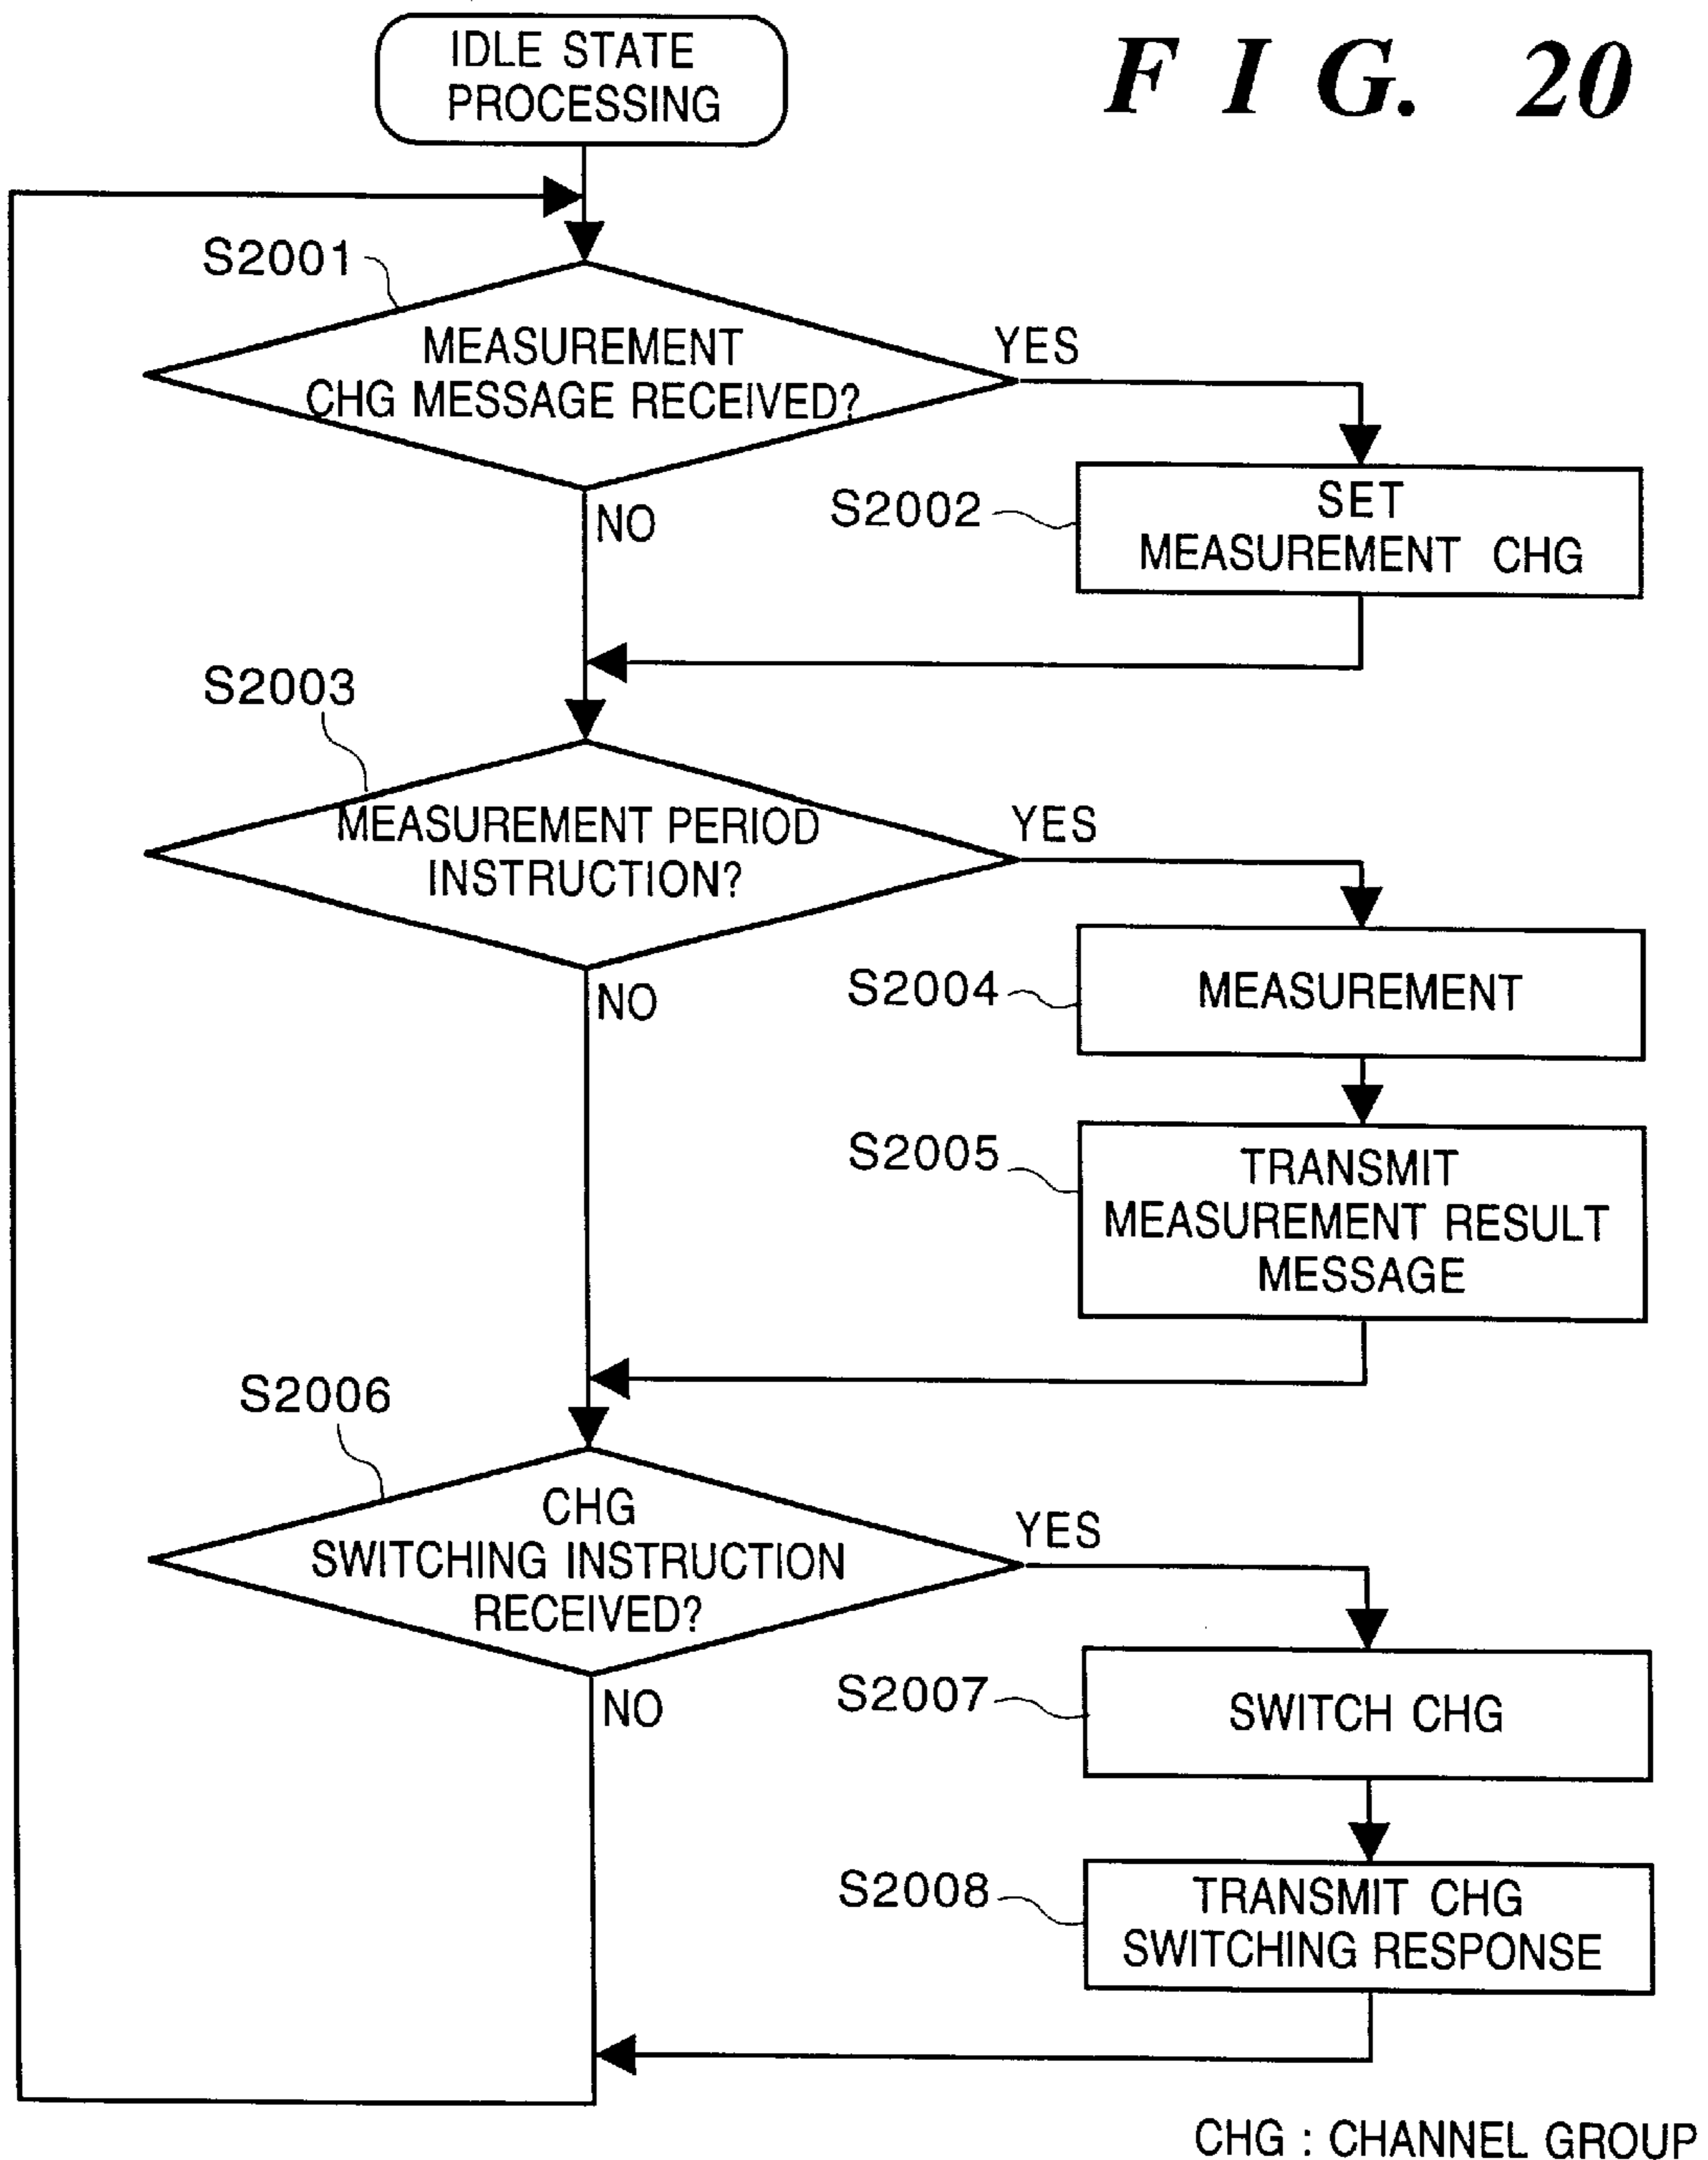 IDLE STATE
PROCESSING
FIG. 20
S2001
MEASUREMENT
CHG MESSAGE RECEIVED?
YES
NO
S2002
SET
MEASUREMENT CHG
S2003
MEASUREMENT PERIOD
INSTRUCTION?
YES
NO
S2004
MEASUREMENT
S2005
TRANSMIT
MEASUREMENT RESULT
MESSAGE
S2006
CHG
SWITCHING INSTRUCTION
RECEIVED?
YES
NO
S2007
SWITCH CHG
S2008
TRANSMIT CHG
SWITCHING RESPONSE
CHG : CHANNEL GROUP